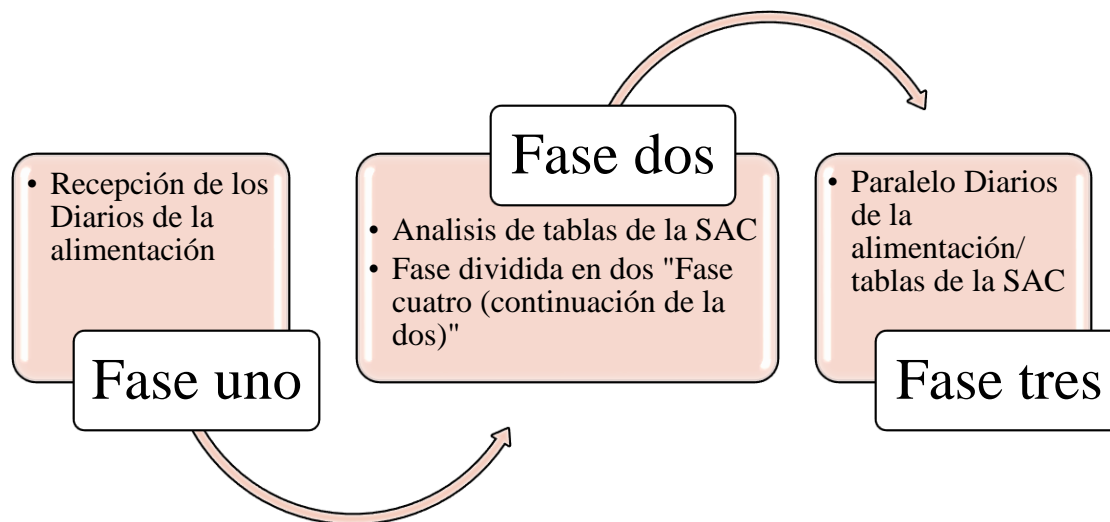 • Recepción de los
Diarios de la
alimentación
Fase uno
Fase dos
• Analisis de tablas de la SAC
• Fase dividida en dos "Fase
cuatro (continuación de la
dos)"
• Paralelo Diarios
de la
alimentación/
tablas de la SAC
Fase tres